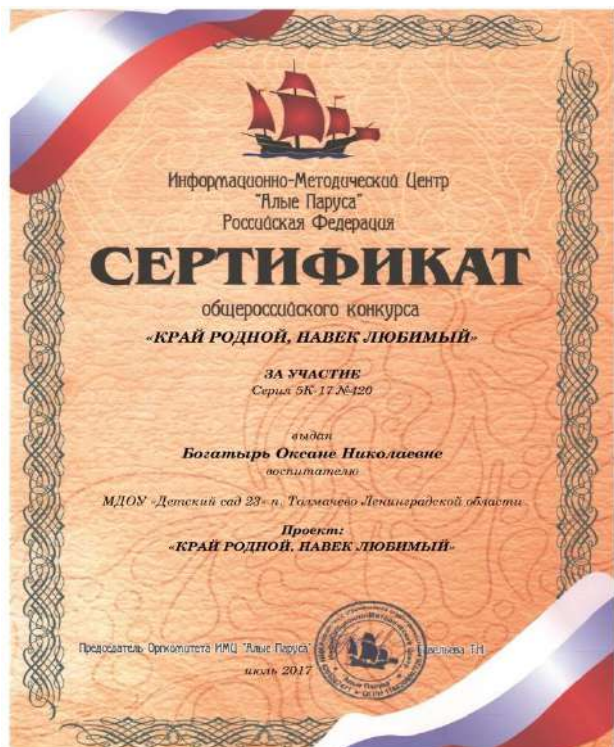 Информационно-Методический Центр
"Алые Паруса"
Российская Федерация
СЕРТИФИКАТ
общероссийского конкурса
«КРАЙ РОДНОЙ, НАВЕК ЛЮБИМЫЙ»
ЗА УЧАСТИЕ
Серия 5К-17 №420
выдан
Богатырь Оксане Николаевне
воспитателю
МДОУ «Детский сад 23» п. Толмачево Ленинградской области
Проект:
«КРАЙ РОДНОЙ, НАВЕК ЛЮБИМЫЙ»
Председатель Оргкомитета ИМЦ "Алые Паруса" Т.Н.
Алые Паруса
июль 2017